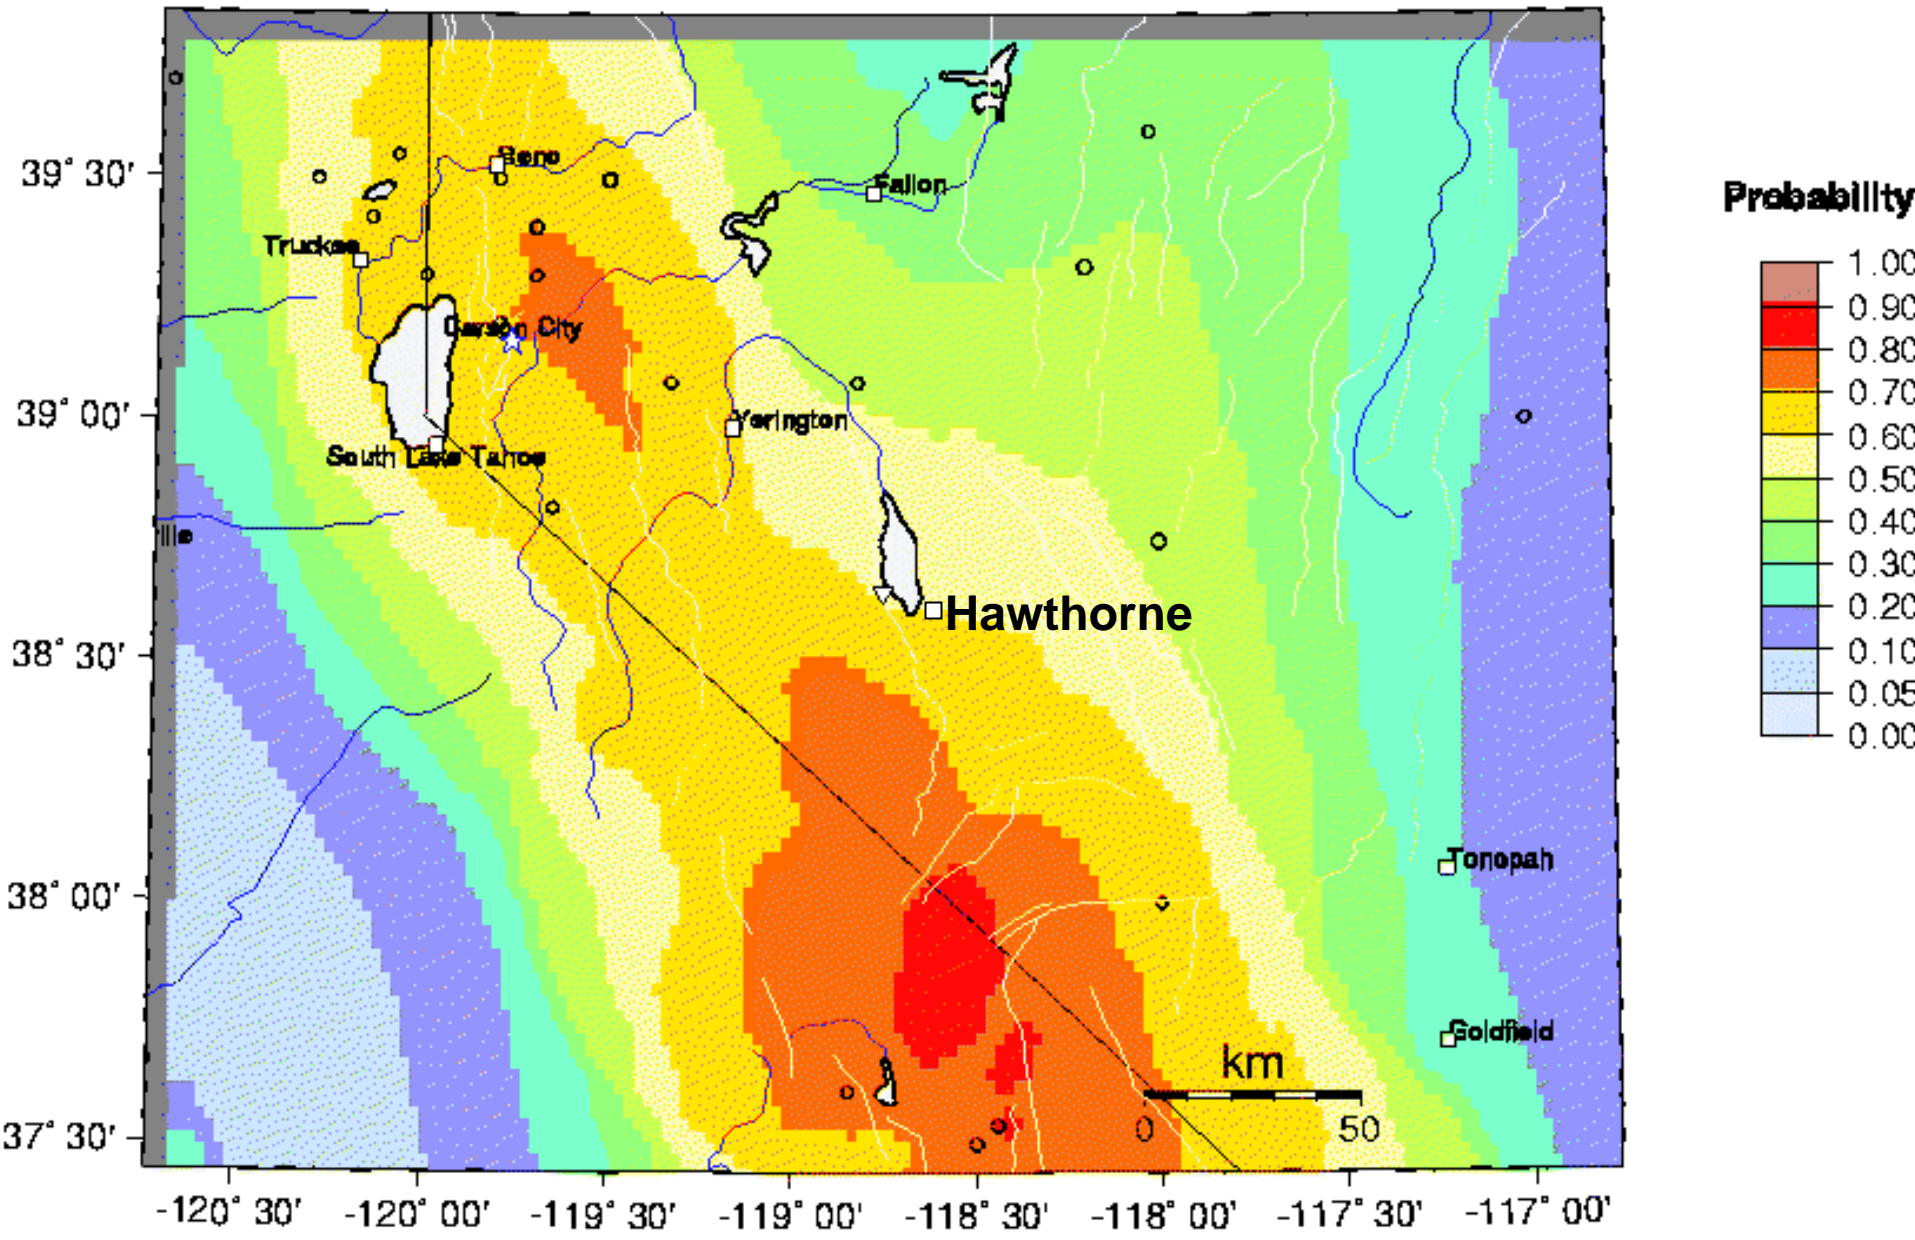 Reno
39° 30'
Fallon
Truckee
Probability
1.00
0.90
0.80
0.70
0.60
0.50
0.40
0.30
0.20
0.10
0.05
0.00
Carson City
39° 00'
Yerington
South Lake Tahoe
lle
Hawthorne
38° 30'
Tonopah
38° 00'
Goldfield
km
0 50
37° 30'
-120° 30' -120° 00' -119° 30' -119° 00' -118° 30' -118° 00' -117° 30' -117° 00'